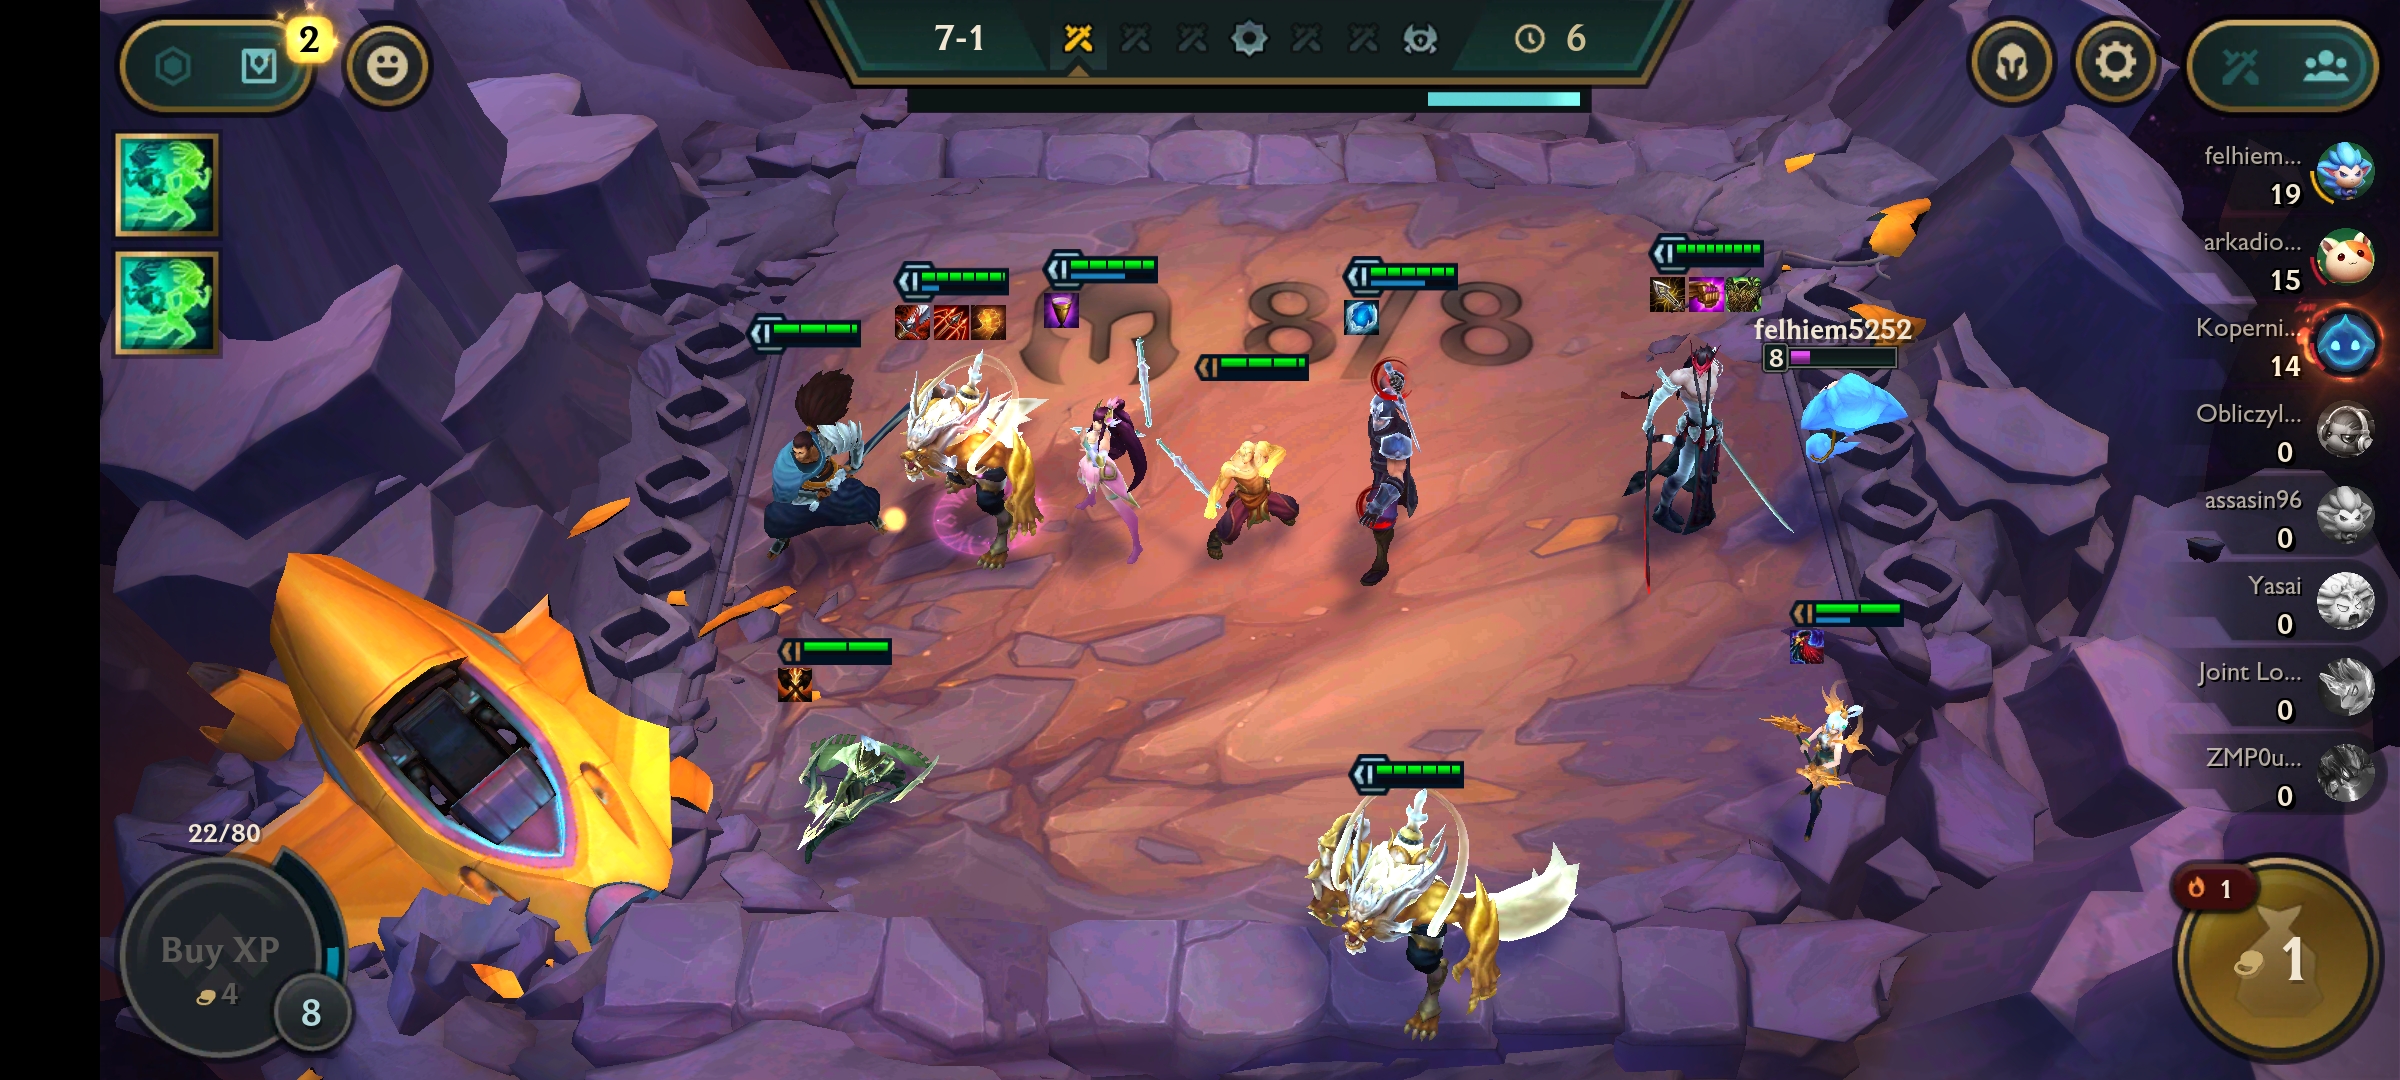 2
7-1
6
felhiem...
19
arkadio...
15
8/8
felhiem5252
8
Koperni...
14
Obliczyl...
0
assasin96
0
Yasai
0
Joint Lo...
0
ZMP0u...
0
22/80
Buy XP
4
8
1
1